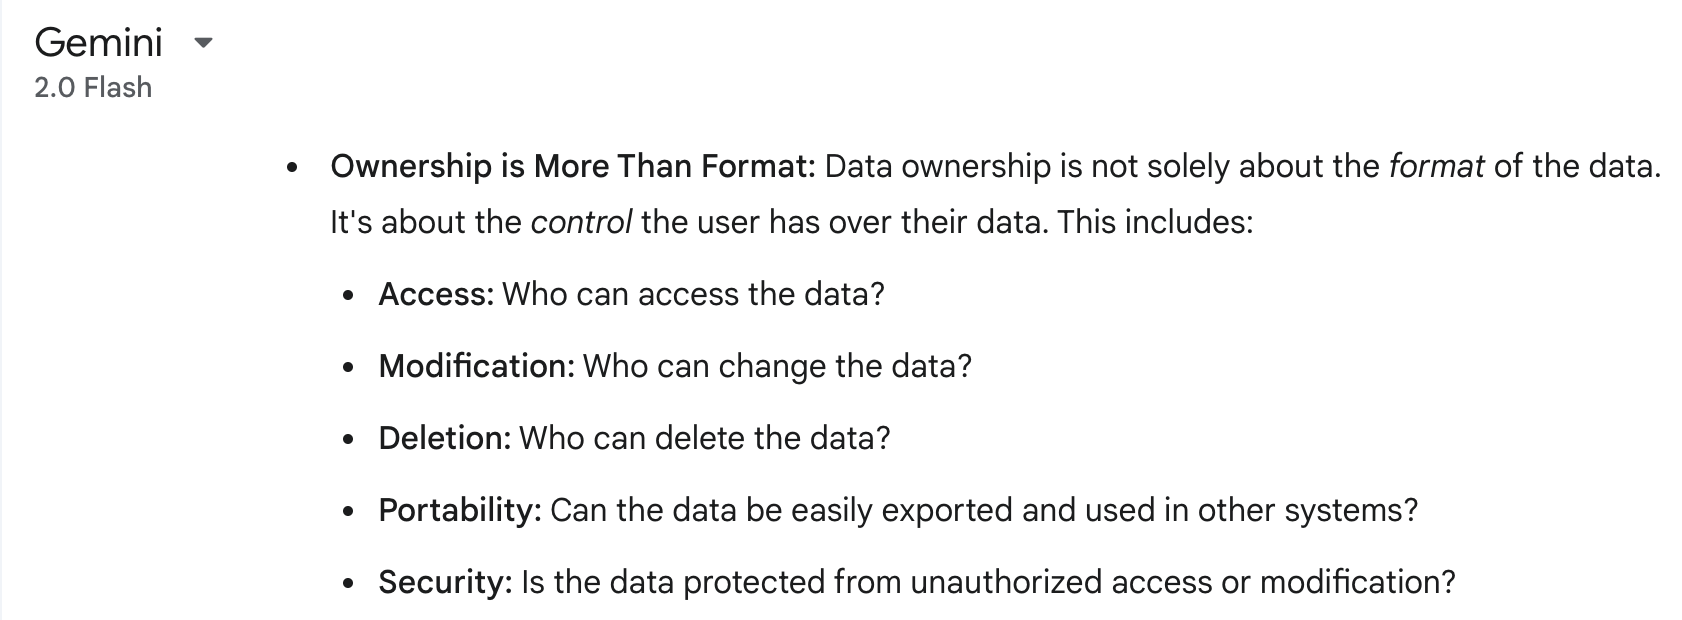 Gemini
2.0 Flash
• Ownership is More Than Format: Data ownership is not solely about the format of the data.
It's about the control the user has over their data. This includes:
• Access: Who can access the data?
• Modification: Who can change the data?
• Deletion: Who can delete the data?
• Portability: Can the data be easily exported and used in other systems?
• Security: Is the data protected from unauthorized access or modification?